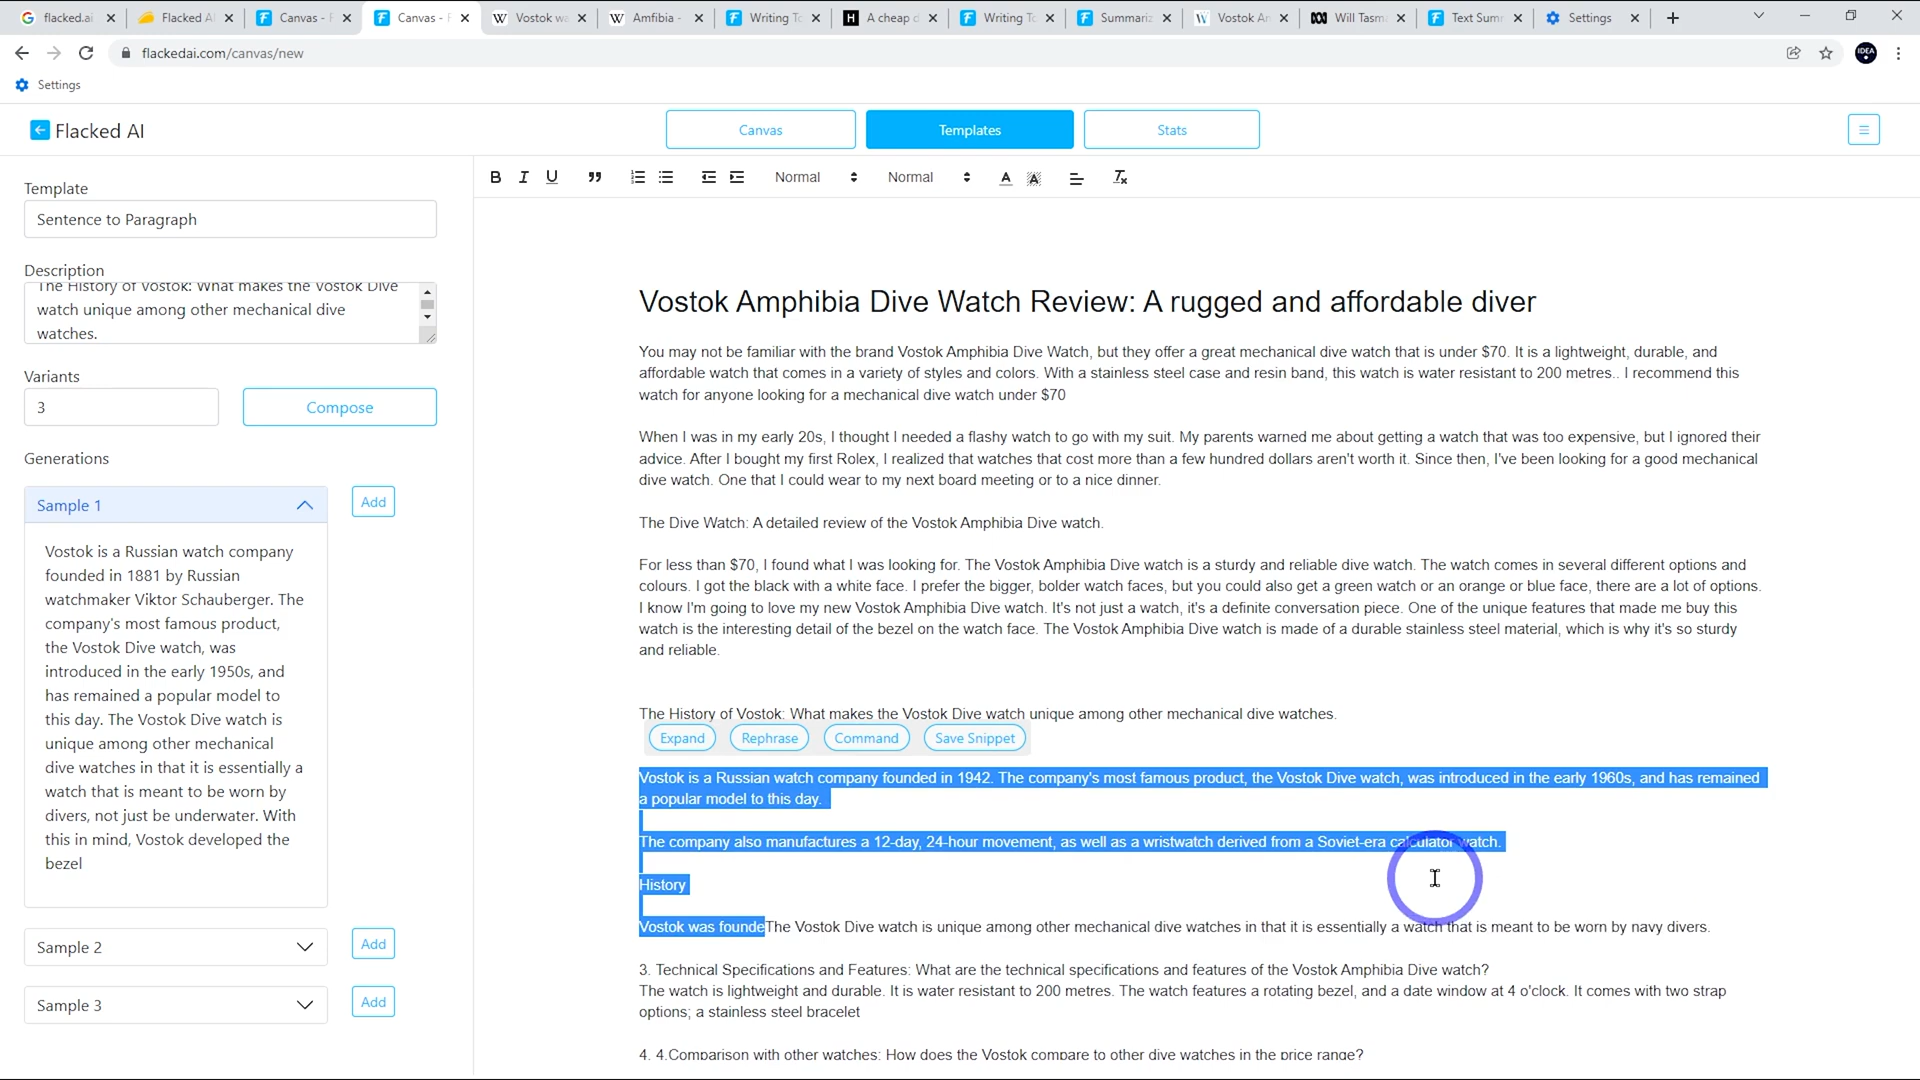 flacked.ai
Flacked A
Canvas - F
Canvas - F
Vostok wa
Amfibia -
Writing To
A cheap d
Writing To
Summariz
Vostok An
Will Tasma
Text Sum
Settings
flackedai.com/canvas/new
IDEA
Settings
Flacked AI
Canvas
Templates
Stats
Template
Sentence to Paragraph
Description
The History of Vostok: What makes the Vostok Dive
watch unique among other mechanical dive
watches.
Variants
3
Compose
Generations
Sample 1
Add
Vostok is a Russian watch company
founded in 1881 by Russian
watchmaker Viktor Schauberger. The
company's most famous product,
the Vostok Dive watch, was
introduced in the early 1950s, and
has remained a popular model to
this day. The Vostok Dive watch is
unique among other mechanical
dive watches in that it is essentially a
watch that is meant to be worn by
divers, not just be underwater. With
this in mind, Vostok developed the
bezel
Sample 2
Add
Sample 3
Add
B I U
Normal
Normal
A
A
Vostok Amphibia Dive Watch Review: A rugged and affordable diver
You may not be familiar with the brand Vostok Amphibia Dive Watch, but they offer a great mechanical dive watch that is under $70. It is a lightweight, durable, and
affordable watch that comes in a variety of styles and colors. With a stainless steel case and resin band, this watch is water resistant to 200 metres.. I recommend this
watch for anyone looking for a mechanical dive watch under $70
When I was in my early 20s, I thought I needed a flashy watch to go with my suit. My parents warned me about getting a watch that was too expensive, but I ignored their
advice. After I bought my first Rolex, I realized that watches that cost more than a few hundred dollars aren't worth it. Since then, I've been looking for a good mechanical
dive watch. One that I could wear to my next board meeting or to a nice dinner.
The Dive Watch: A detailed review of the Vostok Amphibia Dive watch.
For less than $70, I found what I was looking for. The Vostok Amphibia Dive watch is a sturdy and reliable dive watch. The watch comes in several different options and
colours. I got the black with a white face. I prefer the bigger, bolder watch faces, but you could also get a green watch or an orange or blue face, there are a lot of options.
I know I'm going to love my new Vostok Amphibia Dive watch. It's not just a watch, it's a definite conversation piece. One of the unique features that made me buy this
watch is the interesting detail of the bezel on the watch face. The Vostok Amphibia Dive watch is made of a durable stainless steel material, which is why it's so sturdy
and reliable.
The History of Vostok: What makes the Vostok Dive watch unique among other mechanical dive watches.
Expand
Rephrase
Command
Save Snippet
Vostok is a Russian watch company founded in 1942. The company's most famous product, the Vostok Dive watch, was introduced in the early 1960s, and has remained
a popular model to this day.
The company also manufactures a 12-day, 24-hour movement, as well as a wristwatch derived from a Soviet-era calculator watch.
History
Vostok was foundeThe Vostok Dive watch is unique among other mechanical dive watches in that it is essentially a watch that is meant to be worn by navy divers.
3. Technical Specifications and Features: What are the technical specifications and features of the Vostok Amphibia Dive watch?
The watch is lightweight and durable. It is water resistant to 200 metres. The watch features a rotating bezel, and a date window at 4 o'clock. It comes with two strap
options; a stainless steel bracelet
4. 4.Comparison with other watches: How does the Vostok compare to other dive watches in the price range?